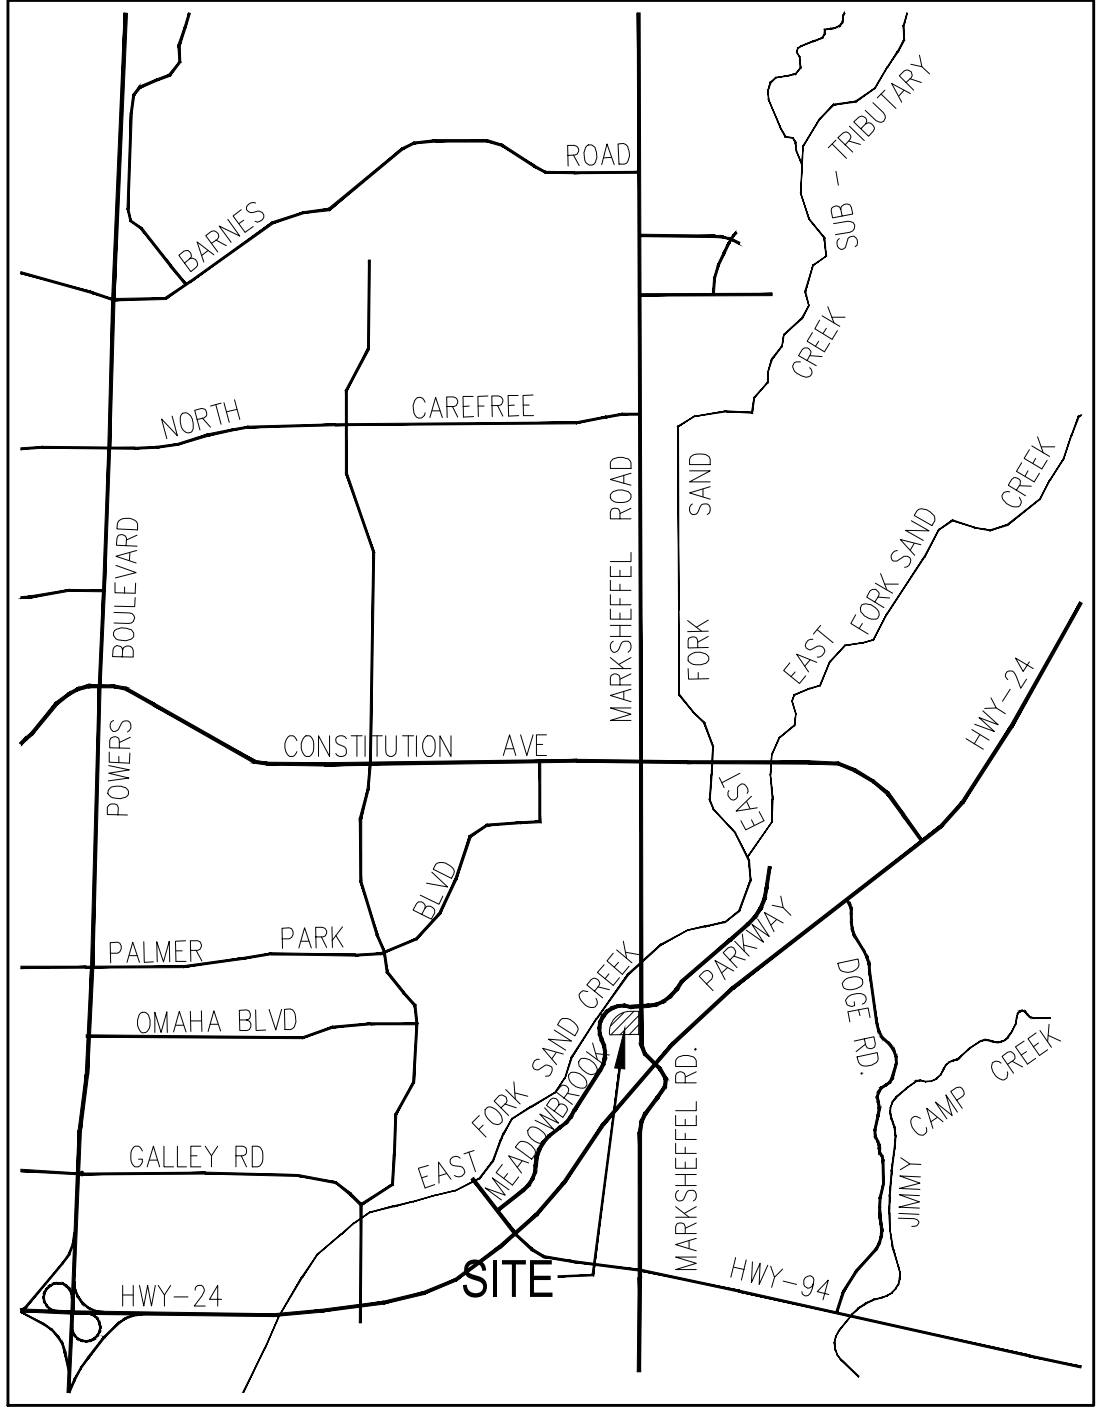 SUB - TRIBUTARY
ROAD
BARNES
CREEK
NORTH
CAREFREE
MARKSHEFFEL ROAD
SAND
FORK
EAST
CREEK
EAST FORK SAND
BOULEVARD
POWERS
HWY-24
CONSTITUTION AVE
BLVD
PALMER PARK
PARKWAY
OMAHA BLVD
EAST FORK SAND CREEK
MEADOWBROOK
DOGE RD.
MARKSHEFFEL RD.
JIMMY CAMP CREEK
GALLEY RD
SITE
HWY-24
HWY-94